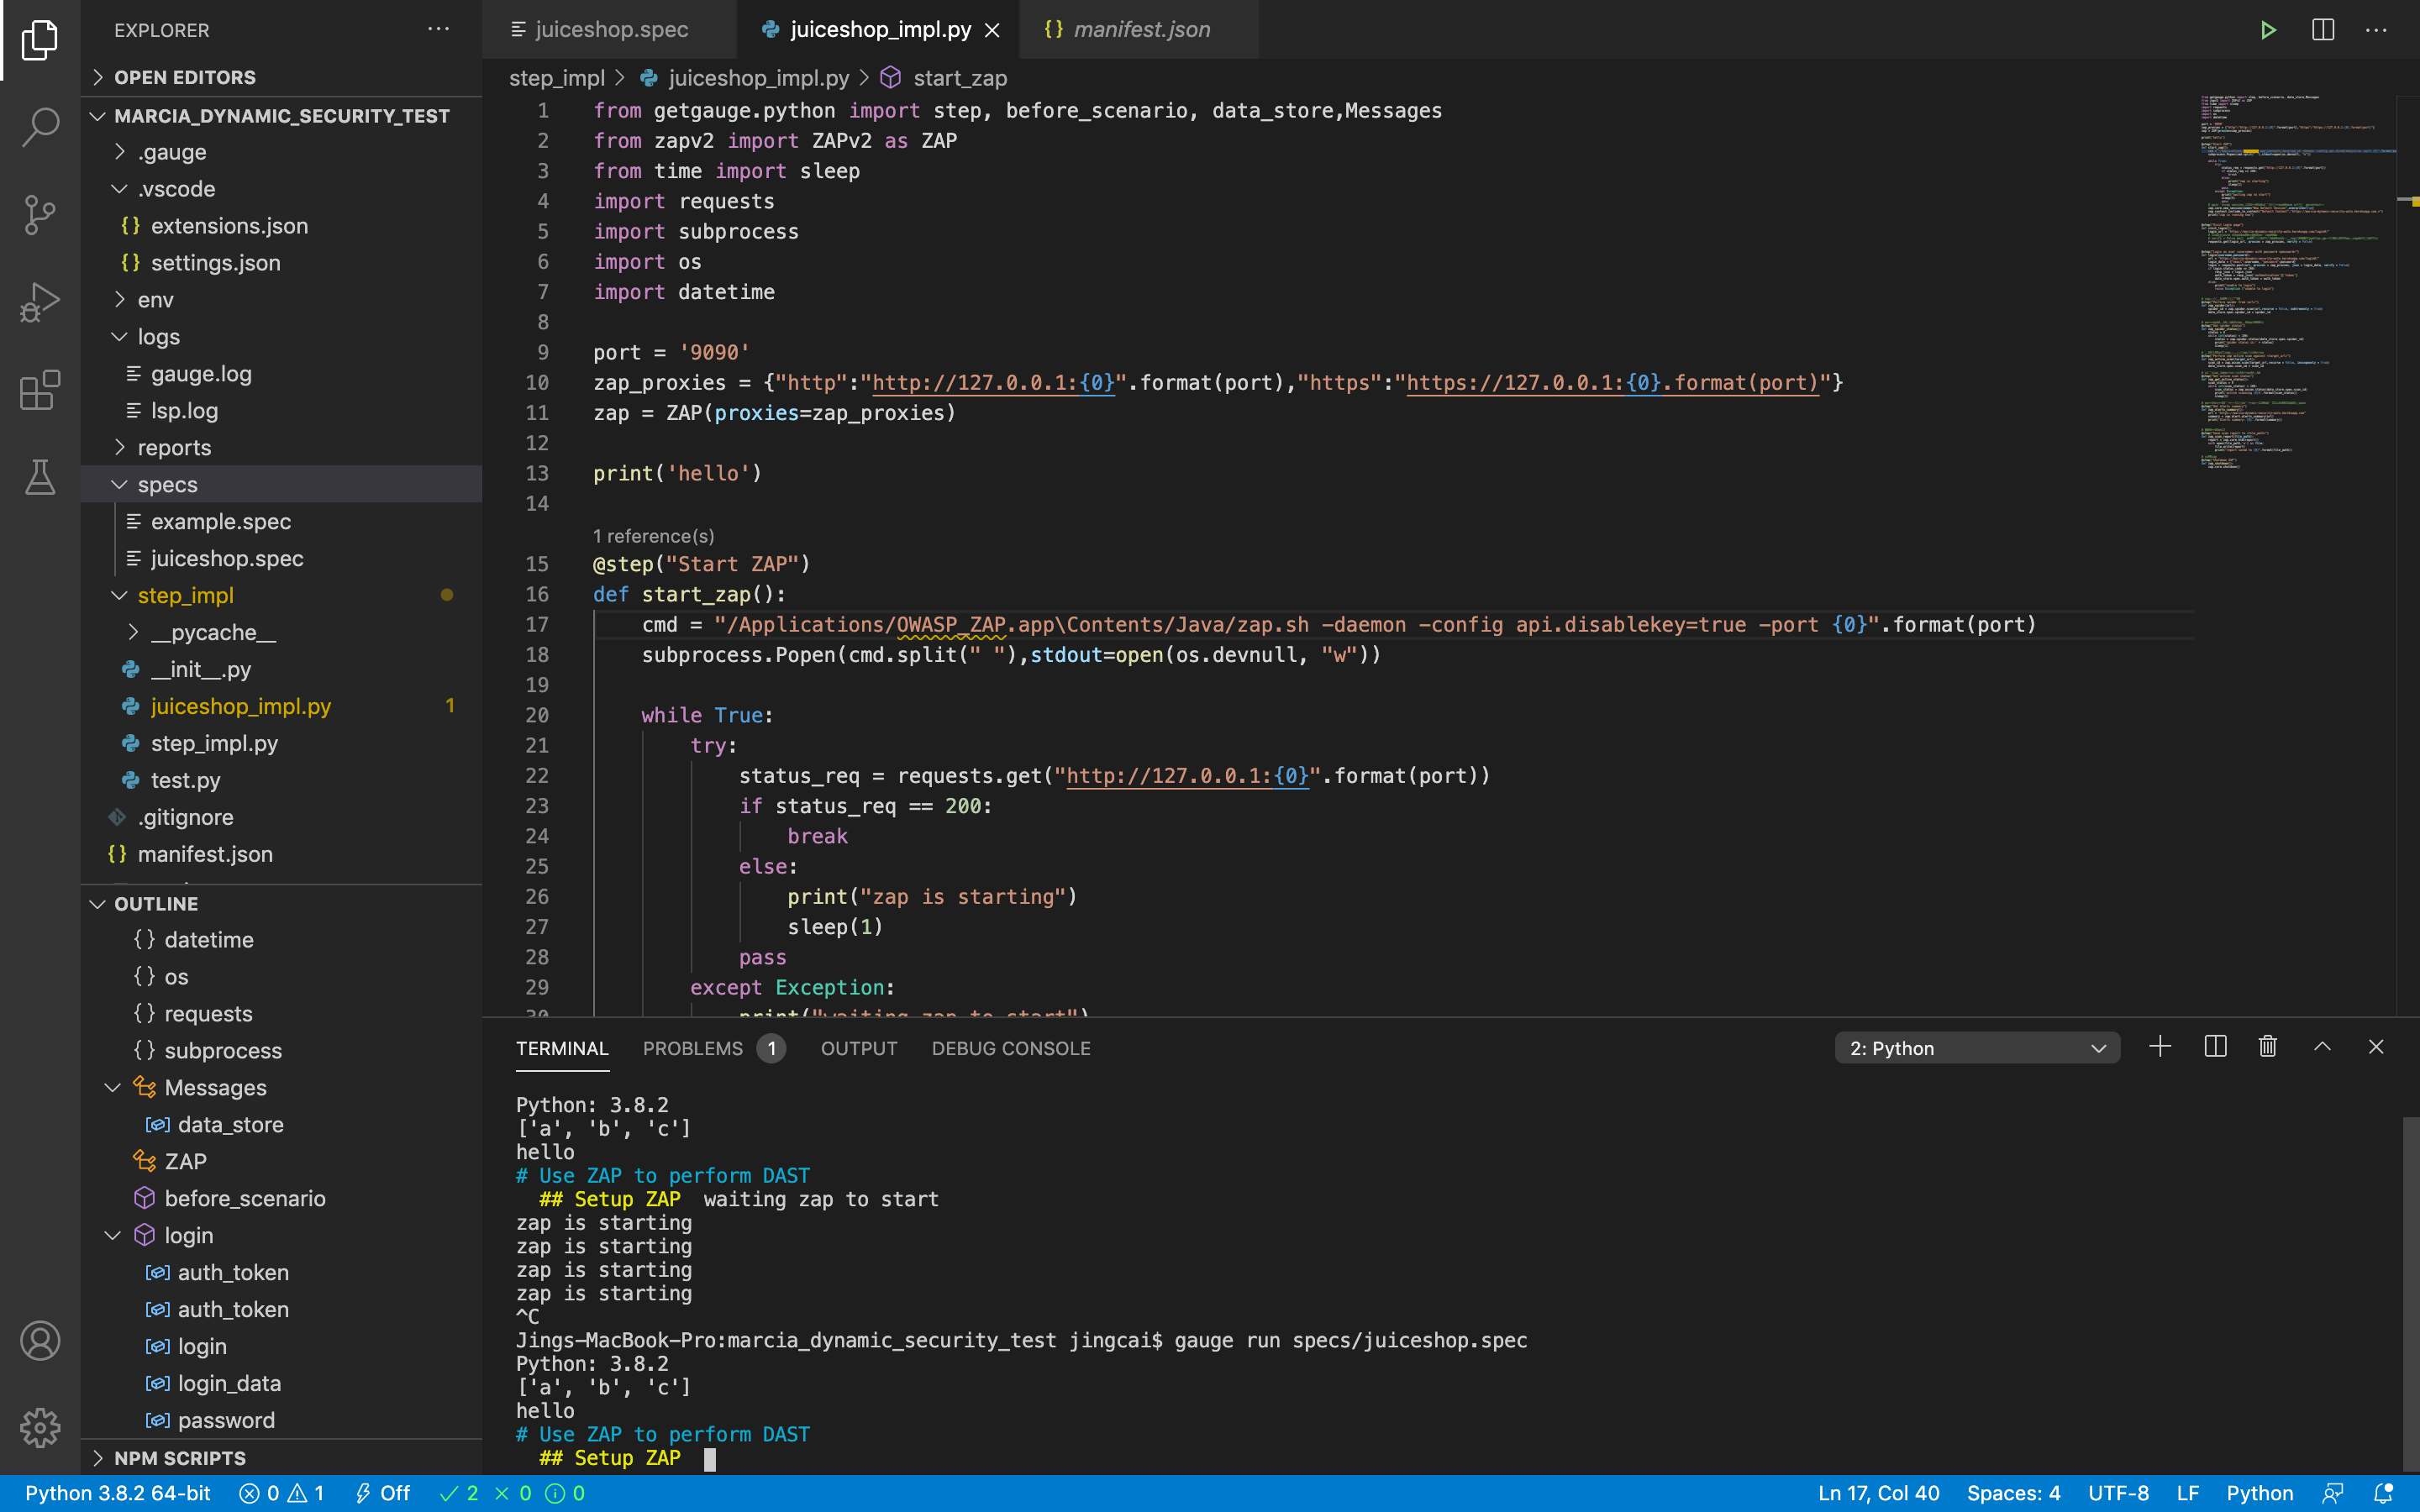 EXPLORER
OPEN EDITORS
MARCIA_DYNAMIC_SECURITY_TEST
.gauge
.vscode
extensions.json
settings.json
env
logs
gauge.log
lsp.log
reports
specs
example.spec
juiceshop.spec
step_impl
__pycache__
__init__.py
juiceshop_impl.py 1
step_impl.py
test.py
.gitignore
manifest.json
OUTLINE
datetime
os
requests
subprocess
Messages
data_store
ZAP
before_scenario
login
auth_token
auth_token
login
login_data
password
NPM SCRIPTS
juiceshop.spec juiceshop_impl.py manifest.json
step_impl > juiceshop_impl.py > start_zap
1 from getgauge.python import step, before_scenario, data_store,Messages
2 from zapv2 import ZAPv2 as ZAP
3 from time import sleep
4 import requests
5 import subprocess
6 import os
7 import datetime
8
9 port = '9090'
10 zap_proxies = {"http":"http://127.0.0.1:{0}".format(port),"https":"https://127.0.0.1:{0}.format(port)"}
11 zap = ZAP(proxies=zap_proxies)
12
13 print('hello')
14
1 reference(s)
15 @step("Start ZAP")
16 def start_zap():
17 cmd = "/Applications/OWASP_ZAP.app\Contents/Java/zap.sh -daemon -config api.disablekey=true -port {0}".format(port)
18 subprocess.Popen(cmd.split(" "),stdout=open(os.devnull, "w"))
19
20 while True:
21 try:
22 status_req = requests.get("http://127.0.0.1:{0}".format(port))
23 if status_req == 200:
24 break
25 else:
26 print("zap is starting")
27 sleep(1)
28 pass
29 except Exception:
30 print("waiting zap to start")
TERMINAL PROBLEMS 1 OUTPUT DEBUG CONSOLE 2: Python
Python: 3.8.2
['a', 'b', 'c']
hello
# Use ZAP to perform DAST
## Setup ZAP waiting zap to start
zap is starting
zap is starting
zap is starting
zap is starting
^C
Jings-MacBook-Pro:marcia_dynamic_security_test jingcai$ gauge run specs/juiceshop.spec
Python: 3.8.2
['a', 'b', 'c']
hello
# Use ZAP to perform DAST
## Setup ZAP
Python 3.8.2 64-bit 0 1 Off 2 0 0 Ln 17, Col 40 Spaces: 4 UTF-8 LF Python